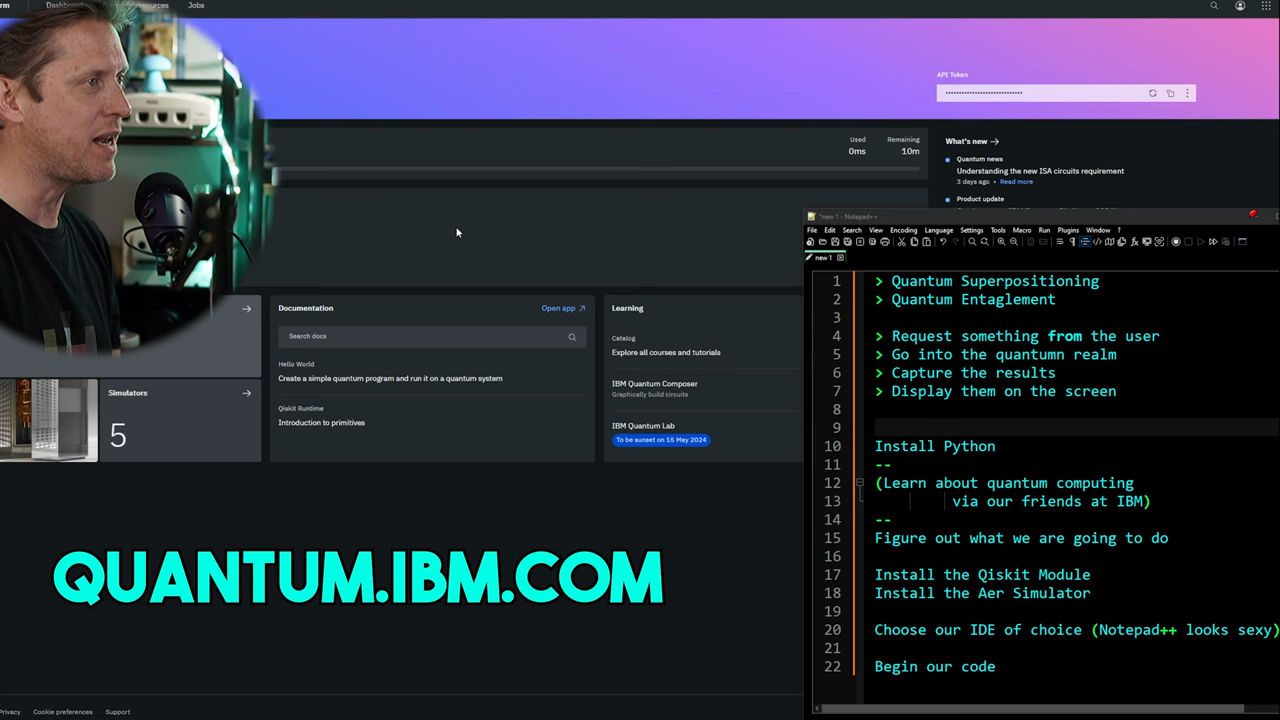 rm
Dashboard
Resources
Jobs
API Token
Used
Remaining
0ms
10m
What's new
Quantum news
Understanding the new ISA circuits requirement
3 days ago • Read more
Product update
Documentation
Open app
Search docs
Hello World
Create a simple quantum program and run it on a quantum system
Qiskit Runtime
Introduction to primitives
Learning
Catalog
Explore all courses and tutorials
IBM Quantum Composer
Graphically build circuits
IBM Quantum Lab
To be sunset on 15 May 2024
Simulators
5
QUANTUM.IBM.COM
Privacy
Cookie preferences
Support
*new 1 - Notepad++
File Edit Search View Encoding Language Settings Tools Macro Run Plugins Window ?
new 1
1 > Quantum Superpositioning
2 > Quantum Entaglement
3
4 > Request something from the user
5 > Go into the quantumn realm
6 > Capture the results
7 > Display them on the screen
8
9
10 Install Python
11 --
12 (Learn about quantum computing
13 via our friends at IBM)
14 --
15 Figure out what we are going to do
16
17 Install the Qiskit Module
18 Install the Aer Simulator
19
20 Choose our IDE of choice (Notepad++ looks sexy)
21
22 Begin our code